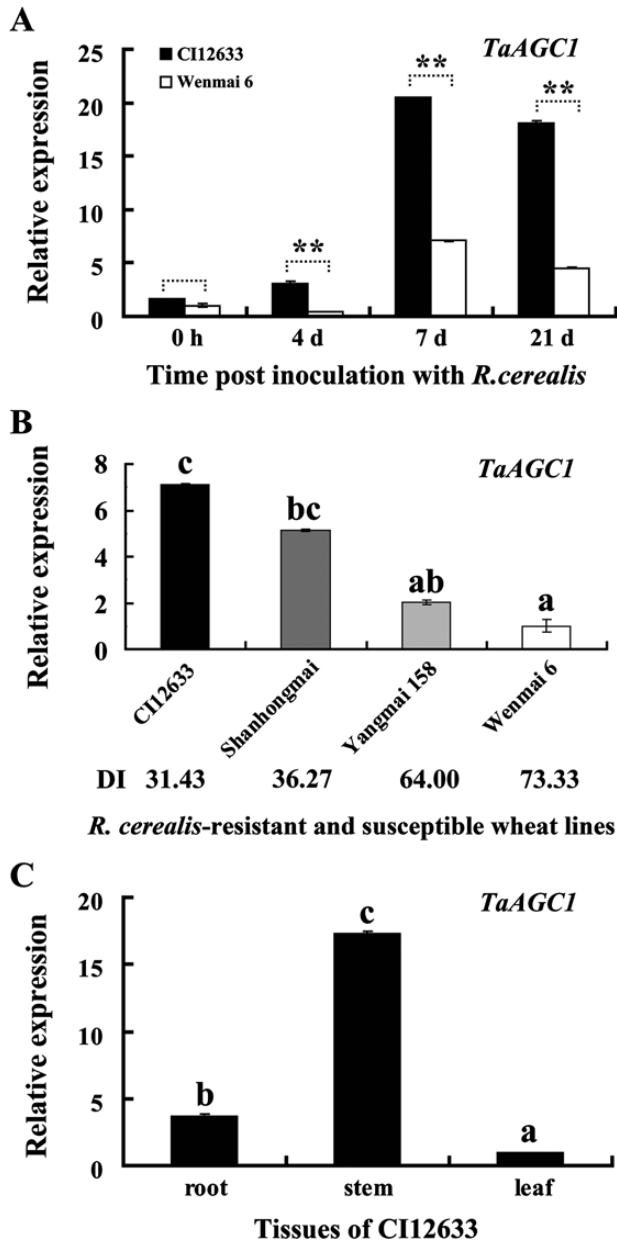 A
TaAGC1
CI12633
Wenmai 6
Relative expression
25
20
15
10
5
0
**
**
**
0 h 4 d 7 d 21 d
Time post inoculation with R.cerealis
B
TaAGC1
Relative expression
8
6
4
2
0
c
bc
ab
a
CI12633 Shanhongmai Yangmai 158 Wenmai 6
DI 31.43 36.27 64.00 73.33
R. cerealis-resistant and susceptible wheat lines
C
TaAGC1
Relative expression
20
15
10
5
0
b
c
a
root stem leaf
Tissues of CI12633